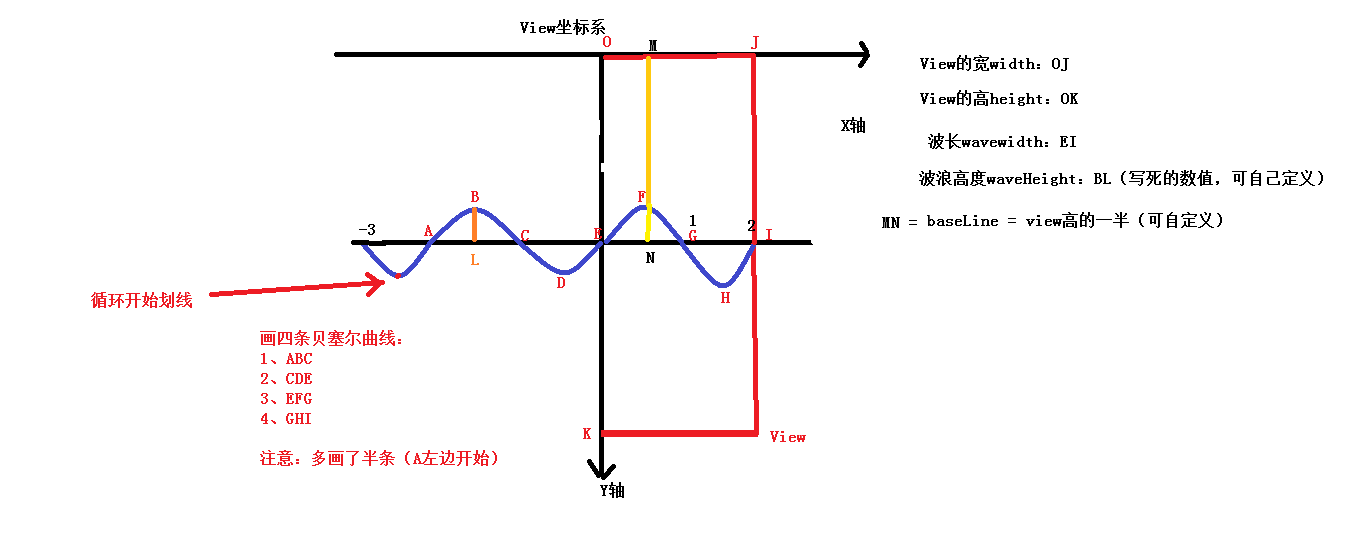 View坐标系
O
M
J
View的宽width：OJ
View的高height：OK
X轴
波长wavewidth：EI
波浪高度waveHeight：BL（写死的数值，可自己定义）
MN = baseLine = view高的一半（可自定义）
B
F
-3
A
C
E
1
G
2
I
L
N
D
H
循环开始划线
画四条贝塞尔曲线：
1、ABC
2、CDE
3、EFG
4、GHI
注意：多画了半条（A左边开始）
K
View
Y轴